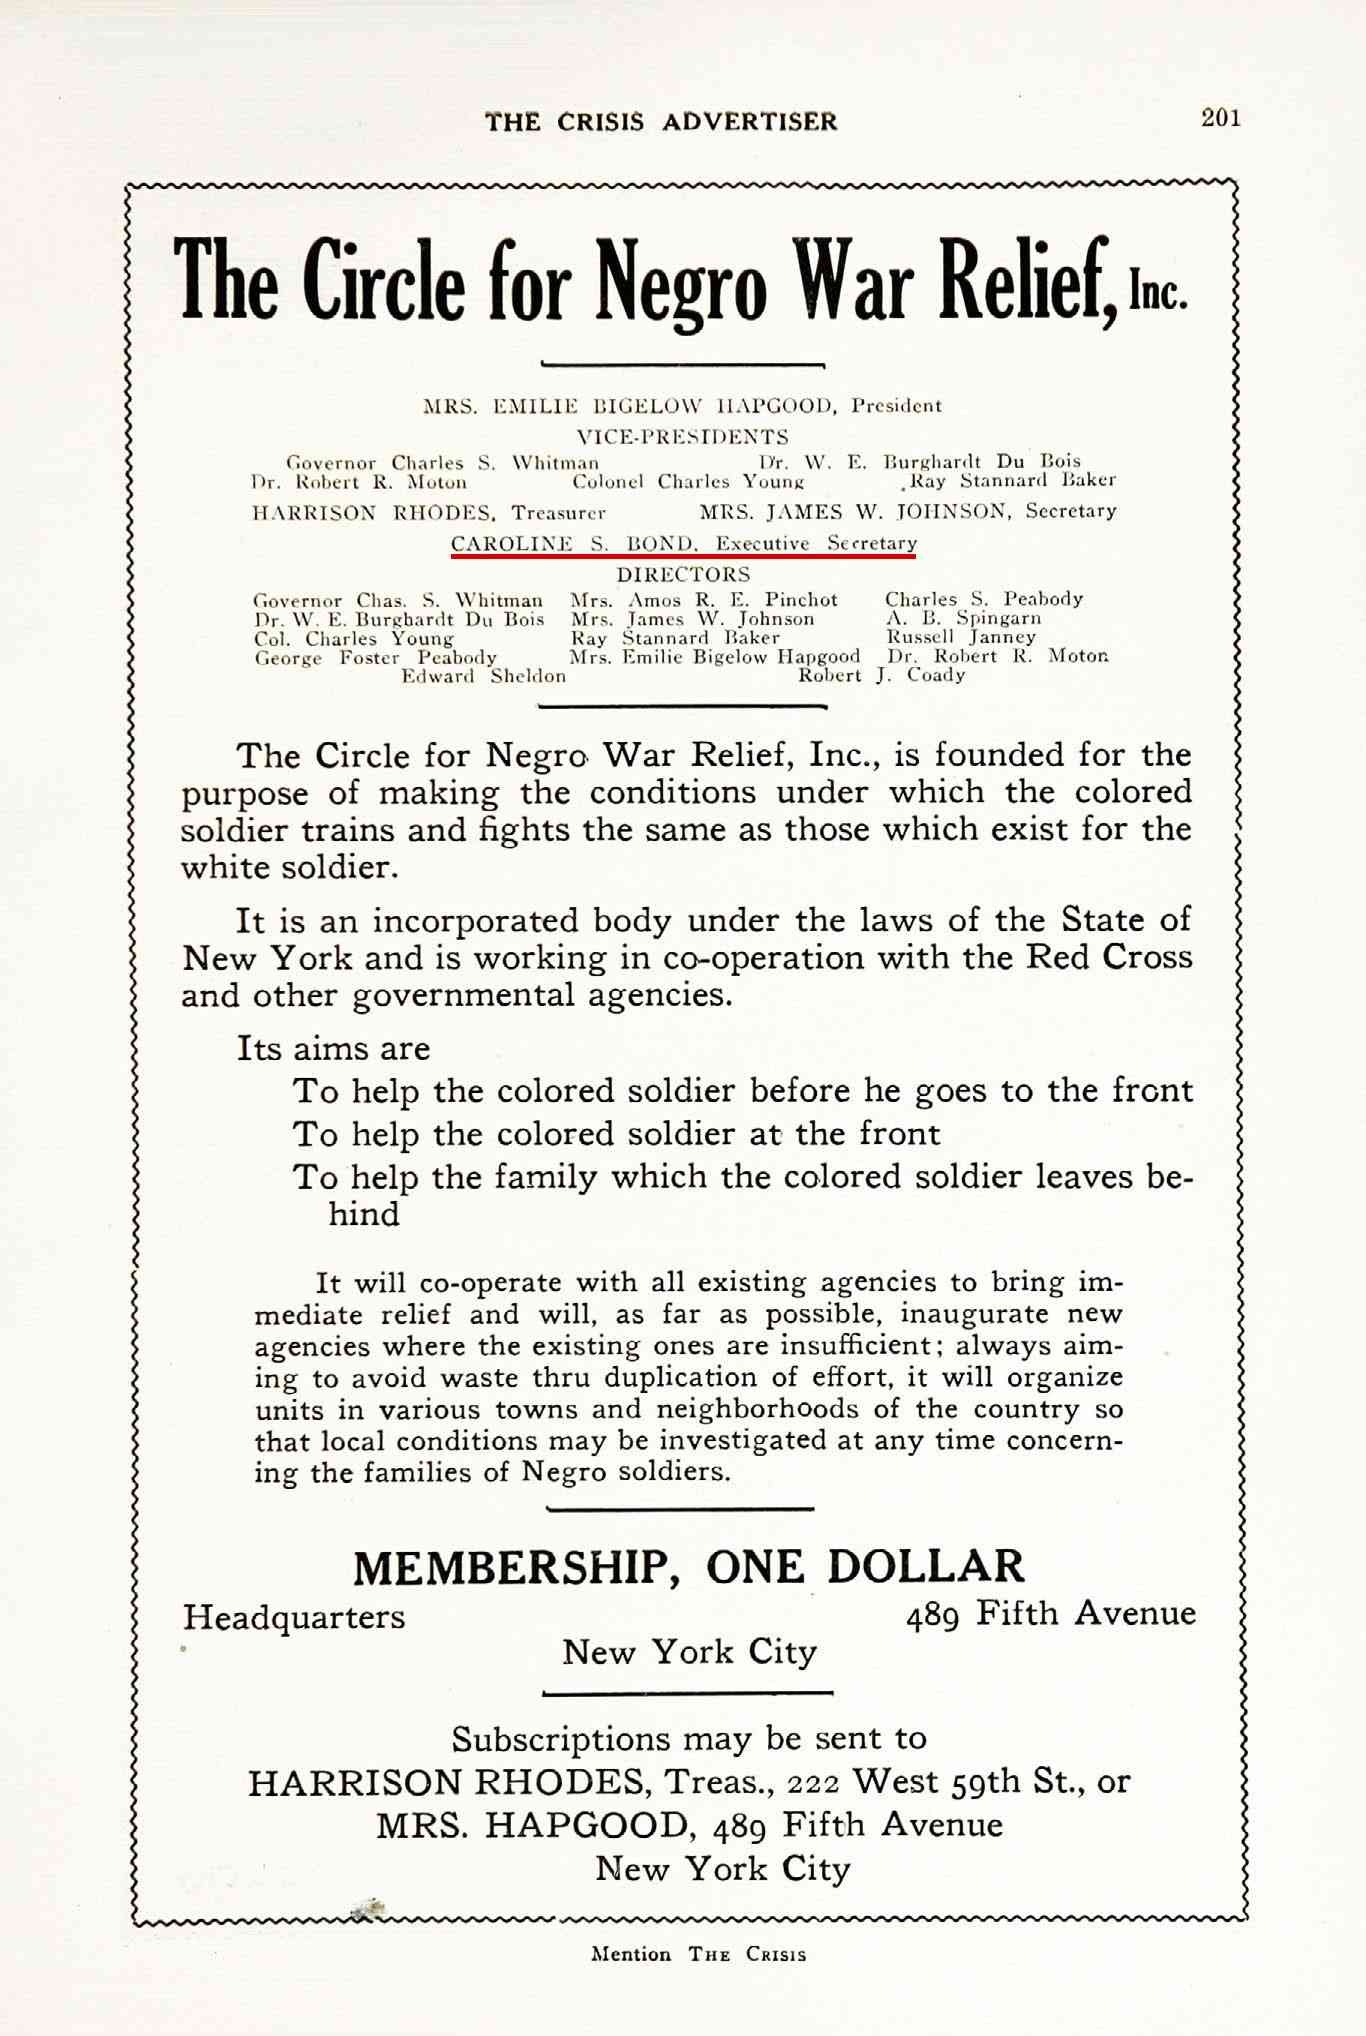 THE CRISIS ADVERTISER 201
The Circle for Negro War Relief, Inc.
MRS. EMILIE BIGELOW HAPGOOD, President
VICE-PRESIDENTS
Governor Charles S. Whitman Dr. W. E. Burghardt Du Bois
Dr. Robert R. Moton Colonel Charles Young Ray Stannard Baker
HARRISON RHODES, Treasurer MRS. JAMES W. JOHNSON, Secretary
CAROLINE S. BOND, Executive Secretary
DIRECTORS
Governor Chas. S. Whitman Mrs. Amos R. E. Pinchot Charles S. Peabody
Dr. W. E. Burghardt Du Bois Mrs. James W. Johnson A. B. Spingarn
Col. Charles Young Ray Stannard Baker Russell Janney
George Foster Peabody Mrs. Emilie Bigelow Hapgood Dr. Robert R. Moton
Edward Sheldon Robert J. Coady
The Circle for Negro War Relief, Inc., is founded for the
purpose of making the conditions under which the colored
soldier trains and fights the same as those which exist for the
white soldier.
It is an incorporated body under the laws of the State of
New York and is working in co-operation with the Red Cross
and other governmental agencies.
Its aims are
To help the colored soldier before he goes to the front
To help the colored soldier at the front
To help the family which the colored soldier leaves be-
hind
It will co-operate with all existing agencies to bring im-
mediate relief and will, as far as possible, inaugurate new
agencies where the existing ones are insufficient; always aim-
ing to avoid waste thru duplication of effort, it will organize
units in various towns and neighborhoods of the country so
that local conditions may be investigated at any time concern-
ing the families of Negro soldiers.
MEMBERSHIP, ONE DOLLAR
Headquarters 489 Fifth Avenue
New York City
Subscriptions may be sent to
HARRISON RHODES, Treas., 222 West 59th St., or
MRS. HAPGOOD, 489 Fifth Avenue
New York City
Mention THE CRISIS